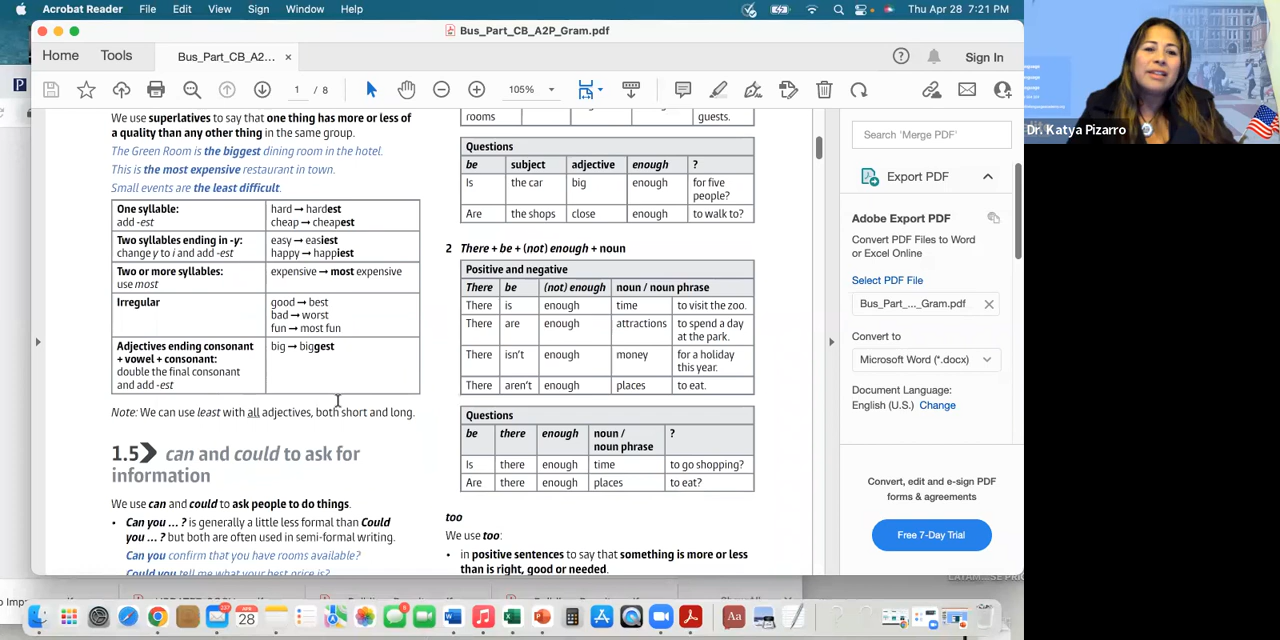 Acrobat Reader File Edit View Sign Window Help Thu Apr 28 7:21 PM
Bus_Part_CB_A2P_Gram.pdf
Home Tools Bus_Part_CB_A2... × Sign In
1 / 8 105%
We use superlatives to say that one thing has more or less of
a quality than any other thing in the same group.
The Green Room is the biggest dining room in the hotel.
This is the most expensive restaurant in town.
Small events are the least difficult.
One syllable:
add -est
hard → hardest
cheap → cheapest
Two syllables ending in -y:
change y to i and add -est
easy → easiest
happy → happiest
Two or more syllables:
use most
expensive → most expensive
Irregular
good → best
bad → worst
fun → most fun
Adjectives ending consonant
+ vowel + consonant:
double the final consonant
and add -est
big → biggest
Note: We can use least with all adjectives, both short and long.
1.5 can and could to ask for
information
We use can and could to ask people to do things.
• Can you ... ? is generally a little less formal than Could
you ... ? but both are often used in semi-formal writing.
Can you confirm that you have rooms available?
Could you tell me what your best price is?
rooms guests.
Questions
be subject adjective enough ?
Is the car big enough for five
people?
Are the shops close enough to walk to?
2 There + be + (not) enough + noun
Positive and negative
There be (not) enough noun / noun phrase
There is enough time to visit the zoo.
There are enough attractions to spend a day
at the park.
There isn't enough money for a holiday
this year.
There aren't enough places to eat.
Questions
be there enough noun /
noun phrase ?
Is there enough time to go shopping?
Are there enough places to eat?
too
We use too:
• in positive sentences to say that something is more or less
than is right, good or needed.
Search 'Merge PDF'
Export PDF
Adobe Export PDF
Convert PDF Files to Word
or Excel Online
Select PDF File
Bus_Part_..._Gram.pdf
Convert to
Microsoft Word (*.docx)
Document Language:
English (U.S.) Change
Convert, edit and e-sign PDF
forms & agreements
Free 7-Day Trial
Dr. Katya Pizarro